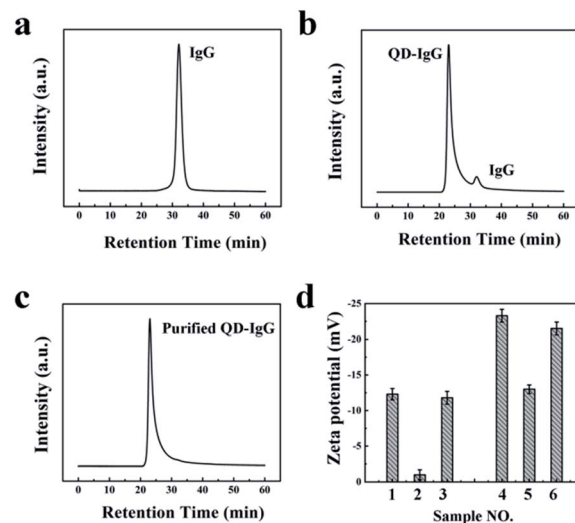 a
IgG
Intensity (a.u.)
0 10 20 30 40 50 60
Retention Time (min)
b
QD-IgG
IgG
Intensity (a.u.)
0 10 20 30 40 50 60
Retention Time (min)
c
Purified QD-IgG
Intensity (a.u.)
0 10 20 30 40 50 60
Retention Time (min)
d
-25
-20
-15
-10
-5
0
Zeta potential (mV)
1 2 3 4 5 6
Sample NO.